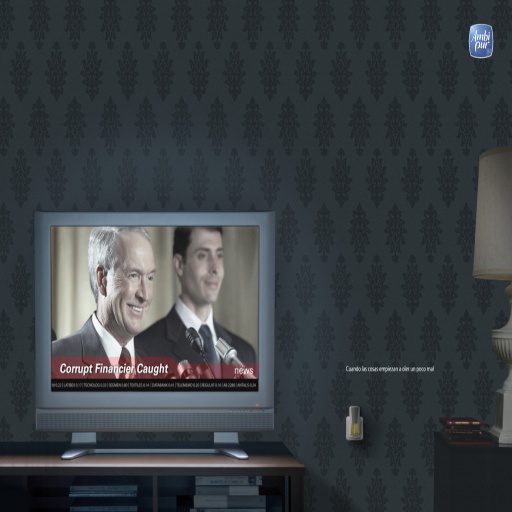 Ambi
pur
Corrupt Financier Caught
news
Cuando las cosas empiezan a oler un poco mal